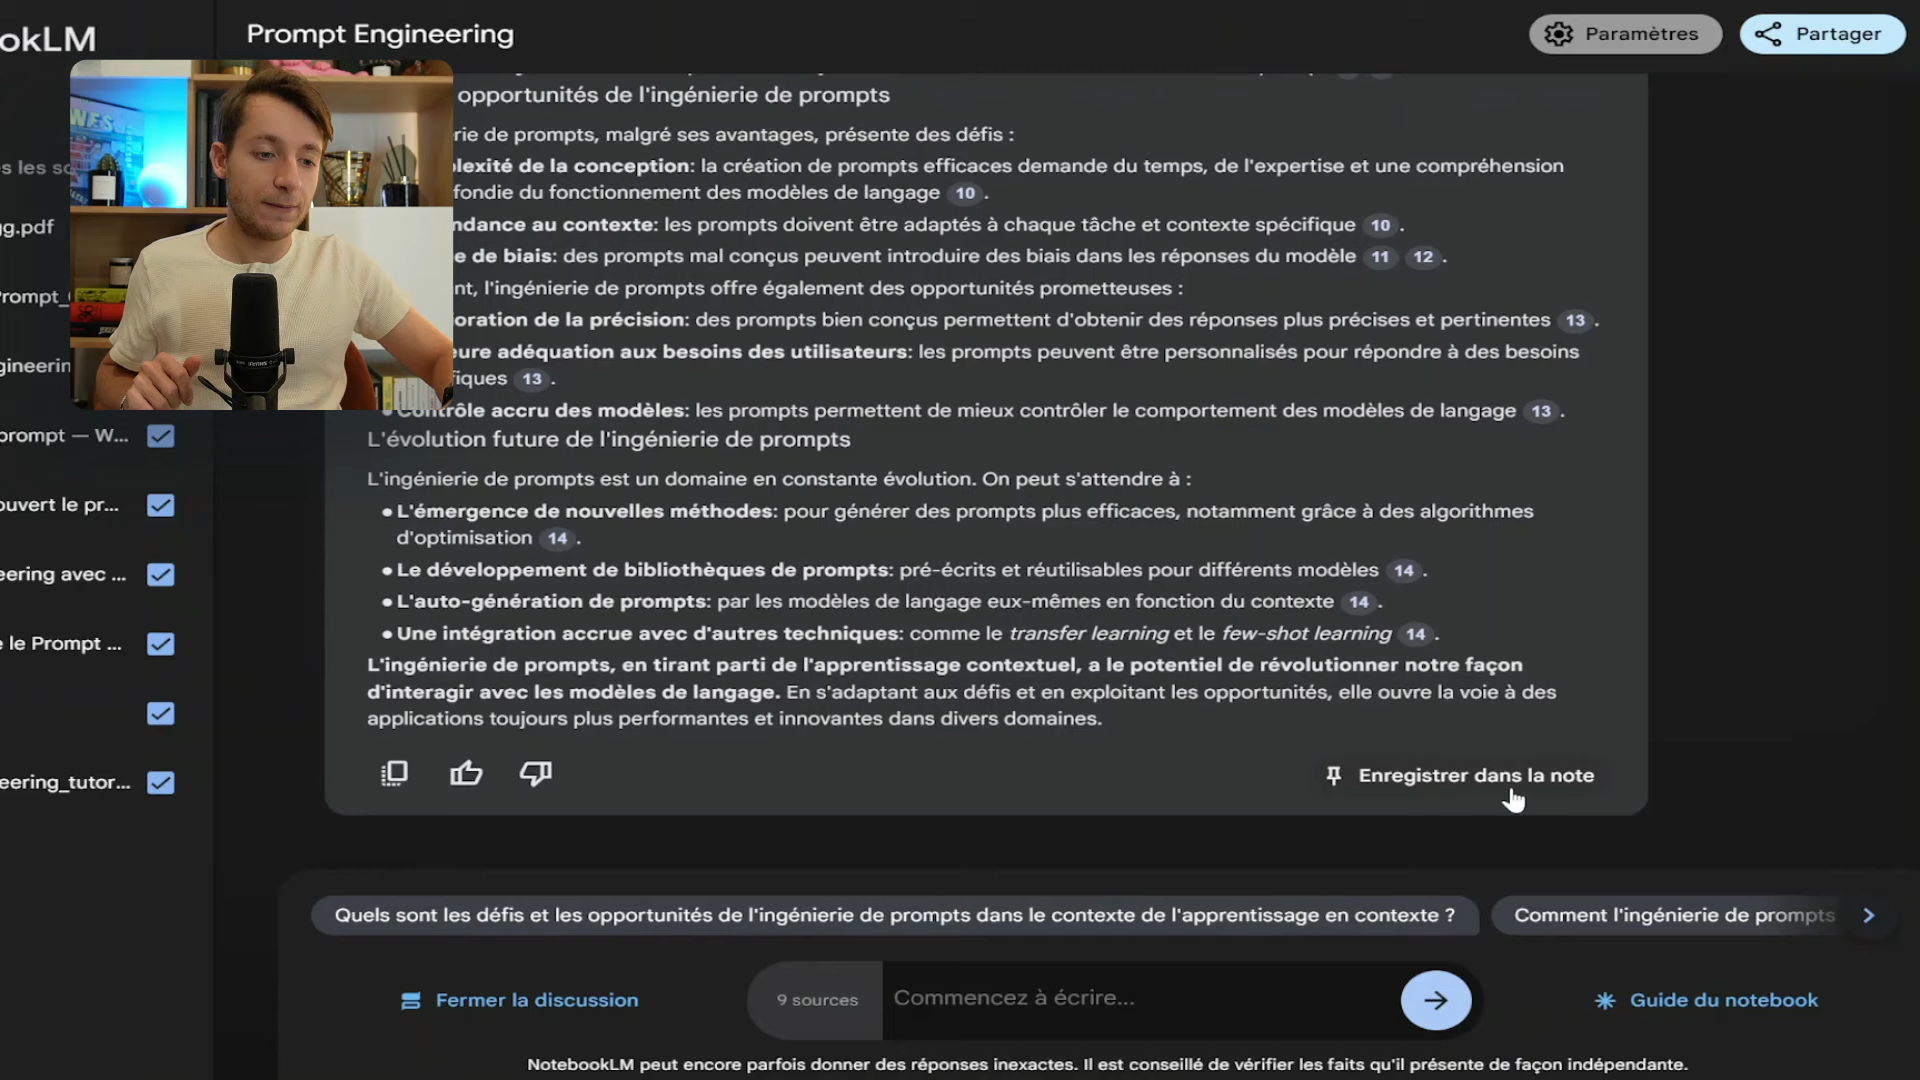 okLM
Prompt Engineering
Paramètres
Partager
opportunités de l'ingénierie de prompts
rie de prompts, malgré ses avantages, présente des défis :
plexité de la conception: la création de prompts efficaces demande du temps, de l'expertise et une compréhension
fondie du fonctionnement des modèles de langage 10 .
ndance au contexte: les prompts doivent être adaptés à chaque tâche et contexte spécifique 10 .
e de biais: des prompts mal conçus peuvent introduire des biais dans les réponses du modèle 11 12 .
nt, l'ingénierie de prompts offre également des opportunités prometteuses :
ioration de la précision: des prompts bien conçus permettent d'obtenir des réponses plus précises et pertinentes 13 .
eure adéquation aux besoins des utilisateurs: les prompts peuvent être personnalisés pour répondre à des besoins
fiques 13 .
Contrôle accru des modèles: les prompts permettent de mieux contrôler le comportement des modèles de langage 13 .
L'évolution future de l'ingénierie de prompts
L'ingénierie de prompts est un domaine en constante évolution. On peut s'attendre à :
• L'émergence de nouvelles méthodes: pour générer des prompts plus efficaces, notamment grâce à des algorithmes
d'optimisation 14 .
• Le développement de bibliothèques de prompts: pré-écrits et réutilisables pour différents modèles 14 .
• L'auto-génération de prompts: par les modèles de langage eux-mêmes en fonction du contexte 14 .
• Une intégration accrue avec d'autres techniques: comme le transfer learning et le few-shot learning 14 .
L'ingénierie de prompts, en tirant parti de l'apprentissage contextuel, a le potentiel de révolutionner notre façon
d'interagir avec les modèles de langage. En s'adaptant aux défis et en exploitant les opportunités, elle ouvre la voie à des
applications toujours plus performantes et innovantes dans divers domaines.
Enregistrer dans la note
s les so
g.pdf
Prompt_
gineerin
prompt — W...
ouvert le pr...
eering avec ...
e le Prompt ...
eering_tutor...
Quels sont les défis et les opportunités de l'ingénierie de prompts dans le contexte de l'apprentissage en contexte ?
Comment l'ingénierie de prompts
Fermer la discussion
9 sources
Commencez à écrire...
Guide du notebook
NotebookLM peut encore parfois donner des réponses inexactes. Il est conseillé de vérifier les faits qu'il présente de façon indépendante.